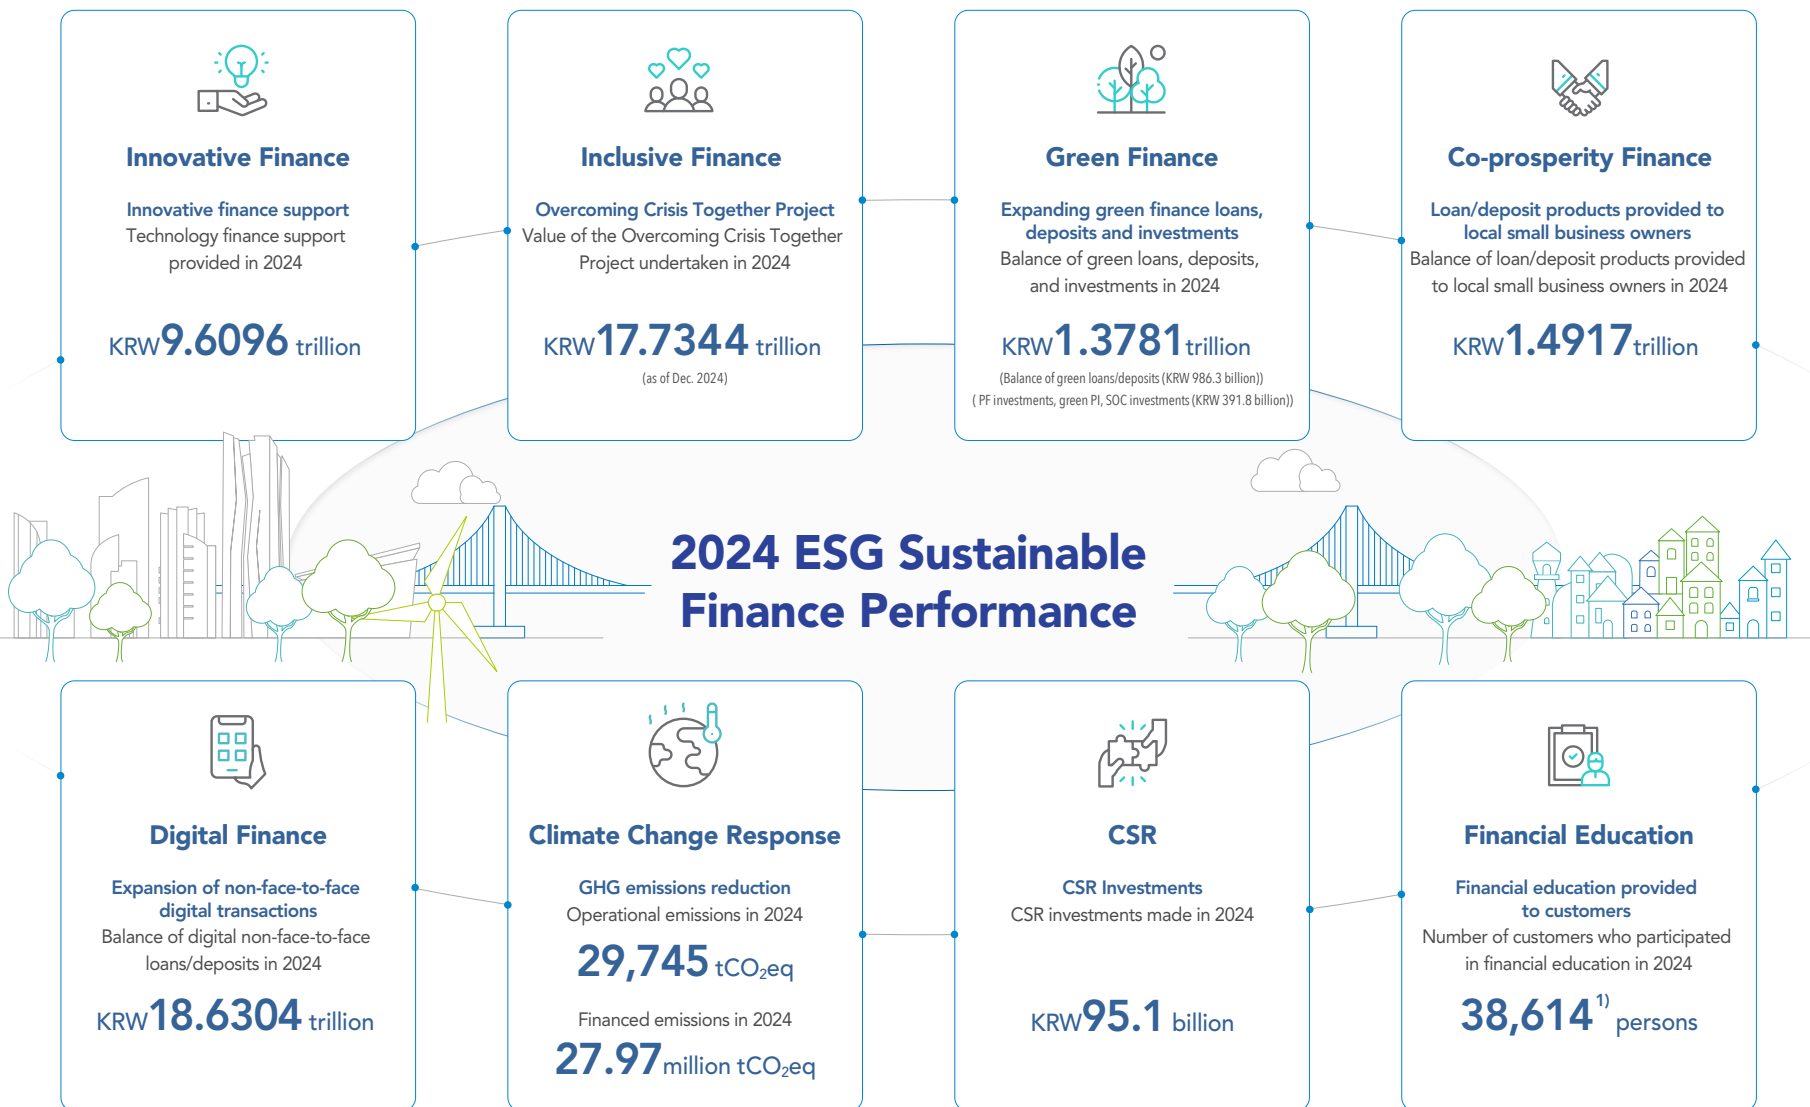 Innovative Finance
Innovative finance support
Technology finance support
provided in 2024
KRW9.6096 trillion
Inclusive Finance
Overcoming Crisis Together Project
Value of the Overcoming Crisis Together
Project undertaken in 2024
KRW17.7344 trillion
(as of Dec. 2024)
Green Finance
Expanding green finance loans,
deposits and investments
Balance of green loans, deposits,
and investments in 2024
KRW1.3781trillion
(Balance of green loans/deposits (KRW 986.3 billion))
( PF investments, green PI, SOC investments (KRW 391.8 billion))
Co-prosperity Finance
Loan/deposit products provided to
local small business owners
Balance of loan/deposit products provided
to local small business owners in 2024
KRW1.4917trillion
2024 ESG Sustainable
Finance Performance
Digital Finance
Expansion of non-face-to-face
digital transactions
Balance of digital non-face-to-face
loans/deposits in 2024
KRW18.6304 trillion
Climate Change Response
GHG emissions reduction
Operational emissions in 2024
29,745 tCO₂eq
Financed emissions in 2024
27.97million tCO₂eq
CSR
CSR Investments
CSR investments made in 2024
KRW95.1 billion
Financial Education
Financial education provided
to customers
Number of customers who participated
in financial education in 2024
38,614¹⁾ persons